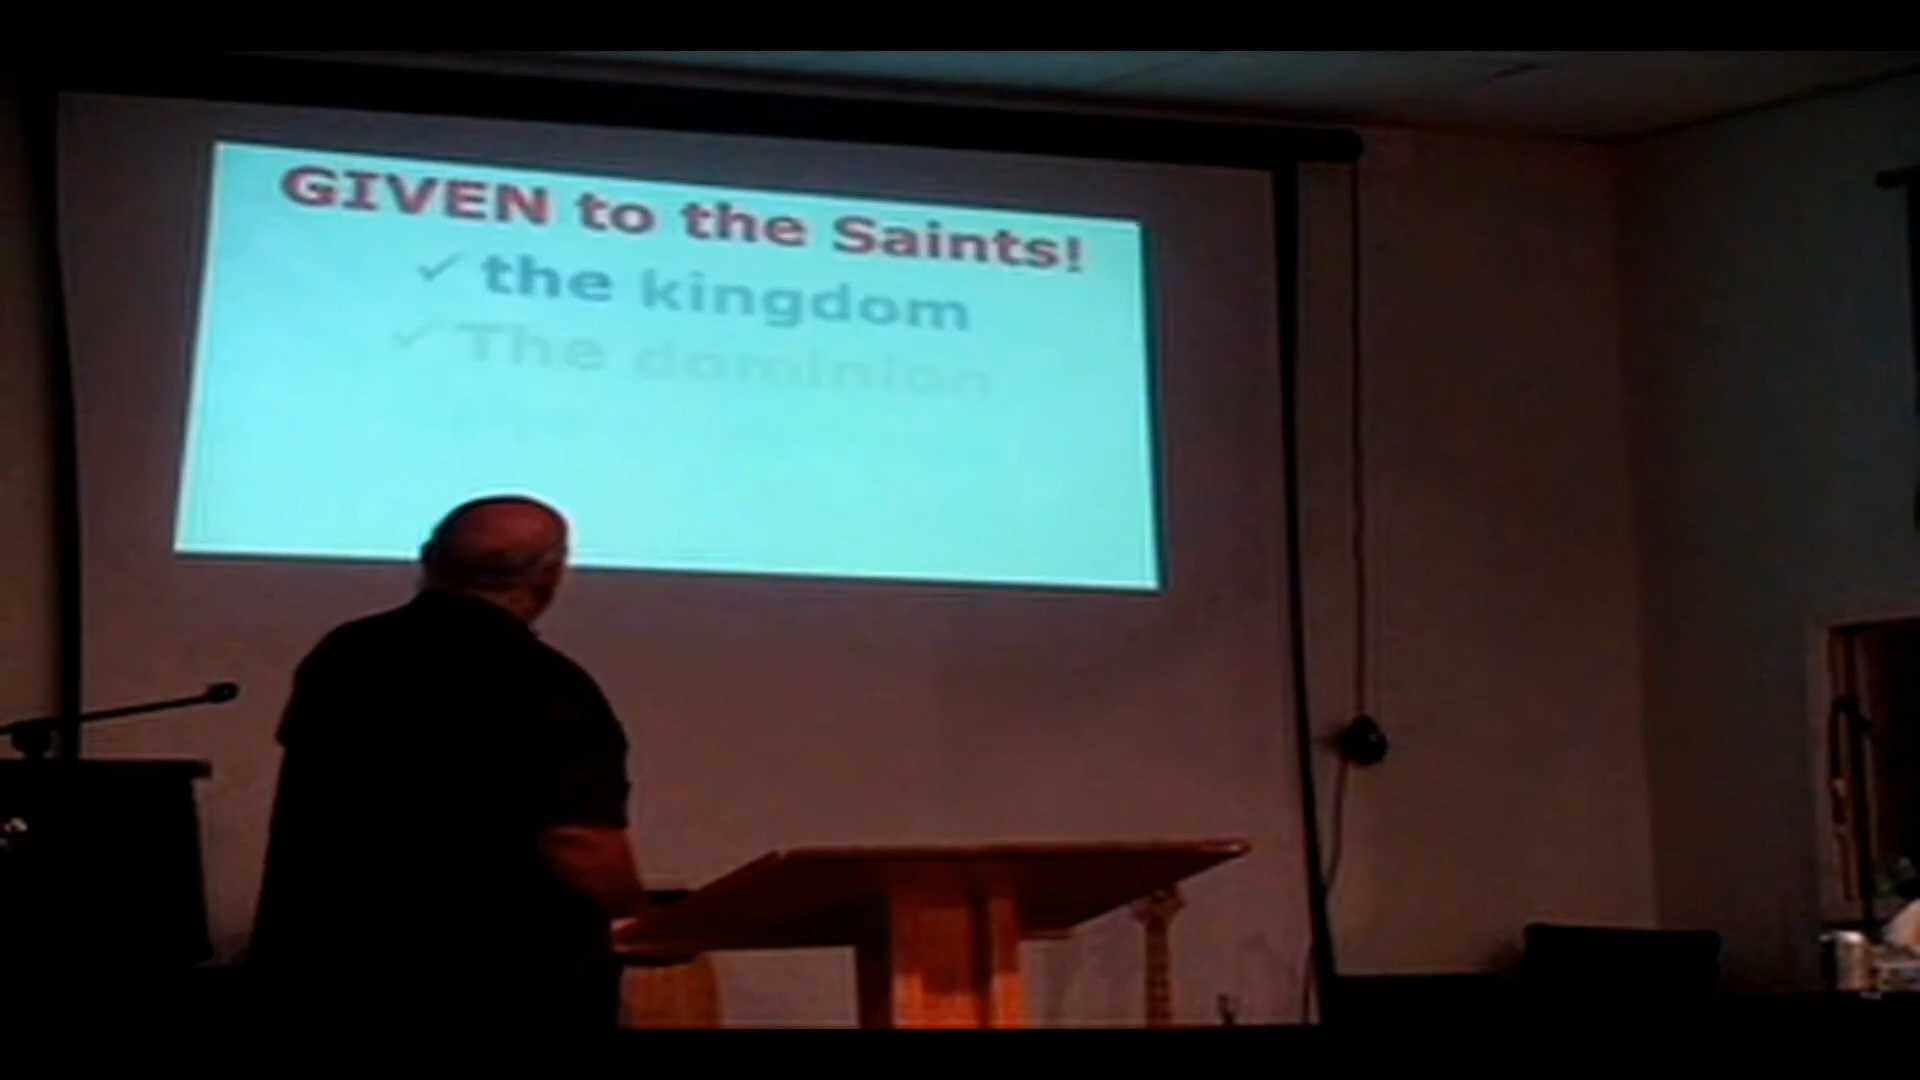 GIVEN to the Saints!
✓ the kingdom
✓ The dominion